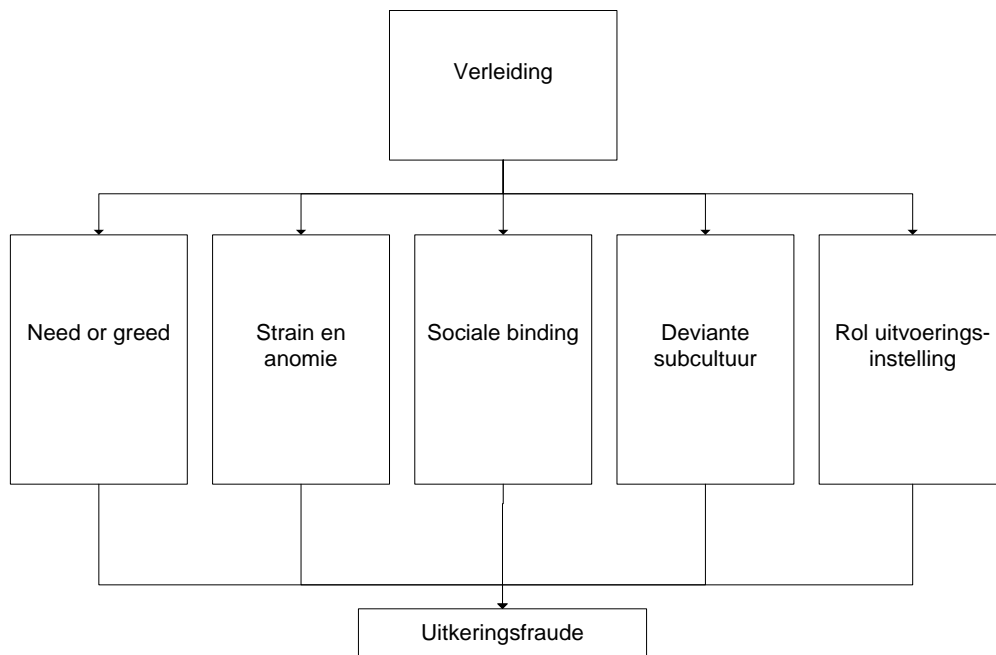 Verleiding
Need or greed
Strain en
anomie
Sociale binding
Deviante
subcultuur
Rol uitvoerings-
instelling
Uitkeringsfraude